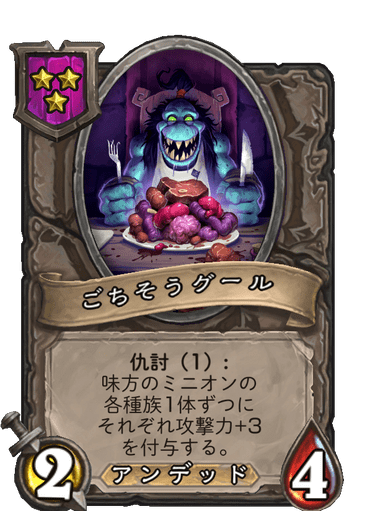 ごちそうグール
仇討（1）：
味方のミニオンの
各種族1体ずつに
それぞれ攻撃力+3
を付与する。
2
アンデッド
4